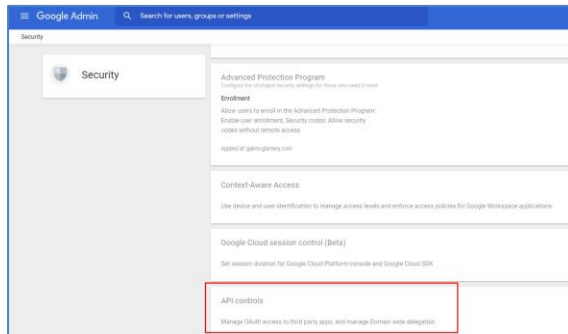 Google Admin
Search for users, groups or settings
Security
Security
Advanced Protection Program
Configure the strongest security settings for those who need it most
Enrollment
Allow users to enroll in the Advanced Protection Program:
Enable user enrollment, Security codes: Allow security
codes without remote access
Applied at
Context-Aware Access
Use device and user identification to manage access levels and enforce access policies for Google Workspace applications.
Google Cloud session control (Beta)
Set session duration for Google Cloud Platform console and Google Cloud SDK
API controls
Manage OAuth access to third party apps, and manage Domain wide delegation